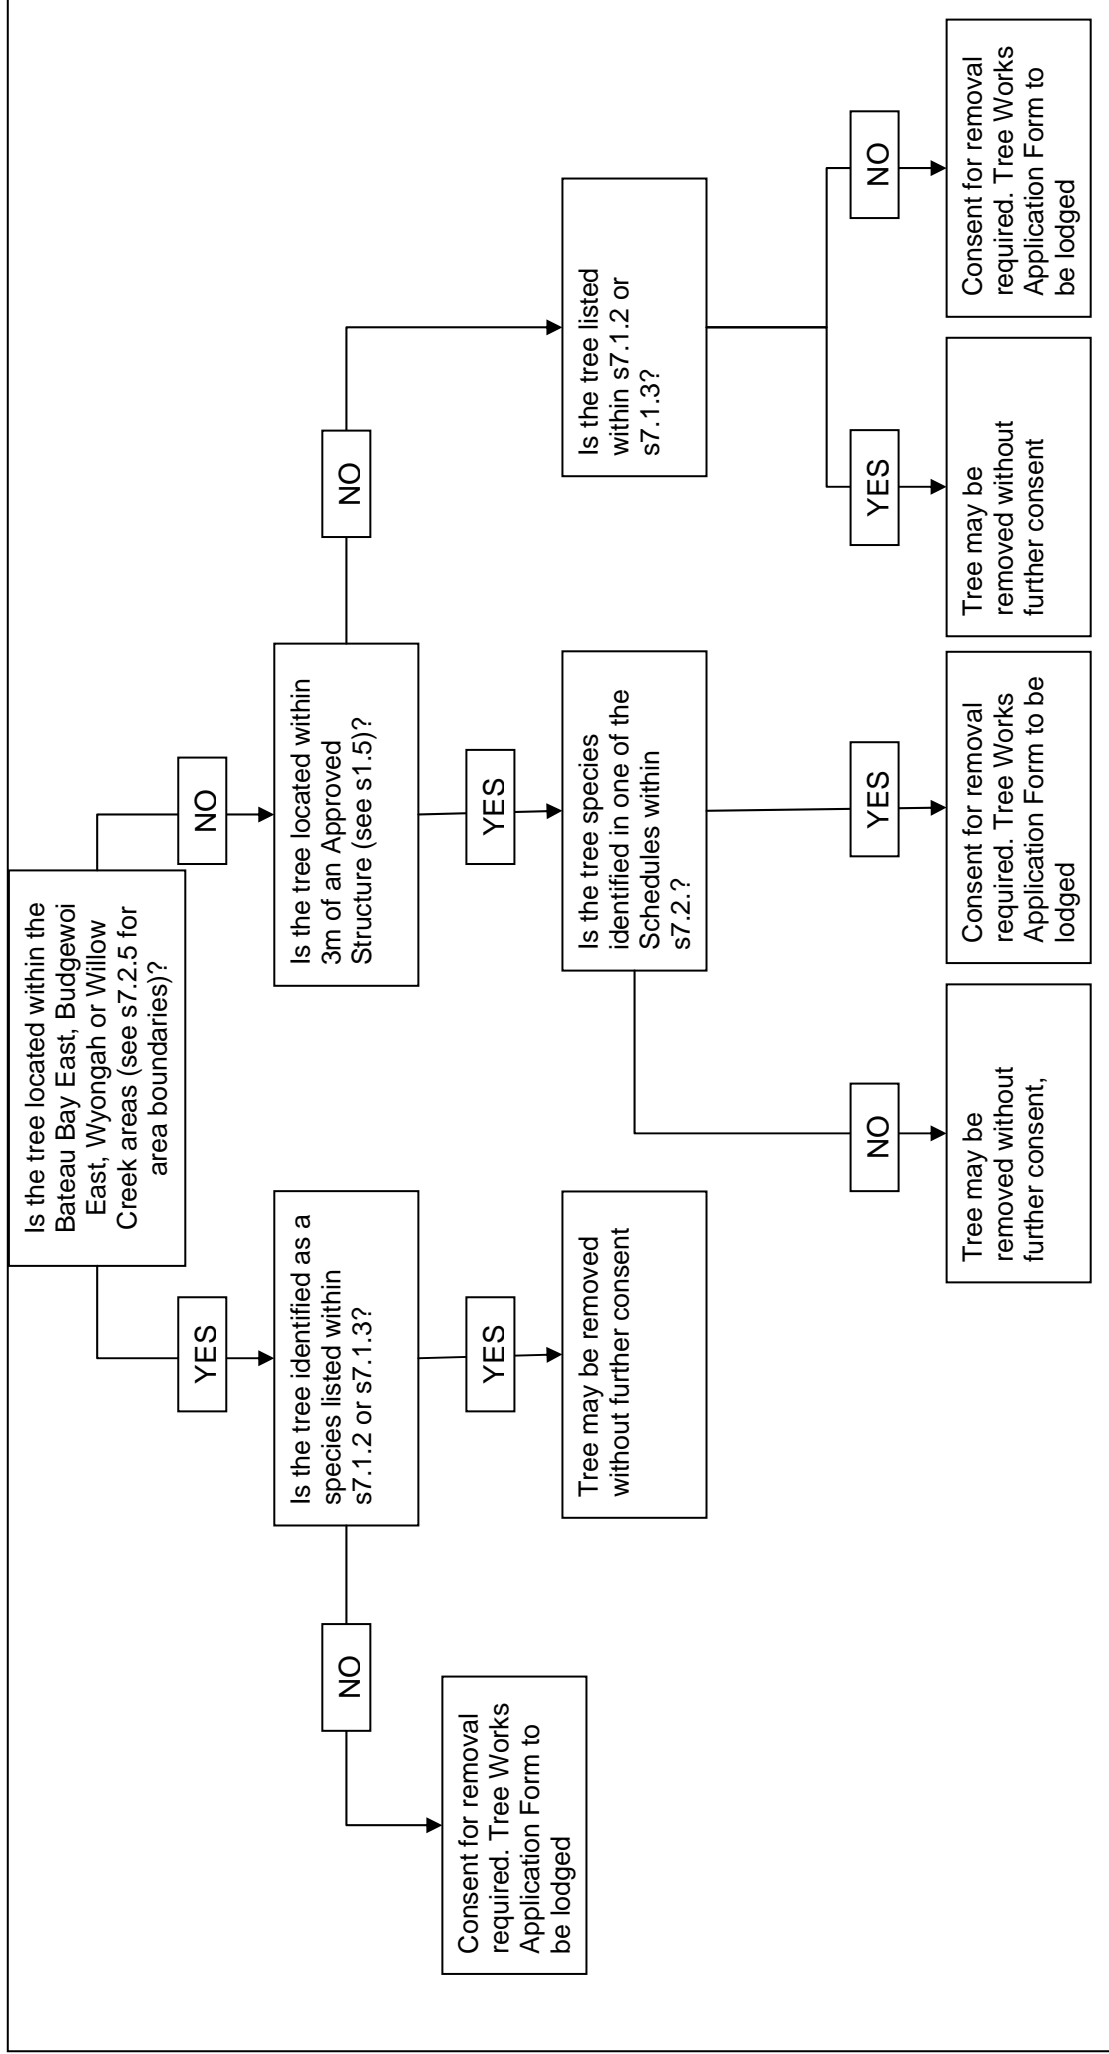 Is the tree located within the
Bateau Bay East, Budgewoi
East, Wyongah or Willow
Creek areas (see s7.2.5 for
area boundaries)?
YES
NO
Is the tree identified as a
species listed within
s7.1.2 or s7.1.3?
Is the tree located within
3m of an Approved
Structure (see s1.5)?
NO
NO
Consent for removal
required. Tree Works
Application Form to
be lodged
YES
YES
Tree may be removed
without further consent
Is the tree species
identified in one of the
Schedules within
s7.2.?
Is the tree listed
within s7.1.2 or
s7.1.3?
NO
YES
YES
NO
Tree may be
removed without
further consent,
Consent for removal
required. Tree Works
Application Form to be
lodged
Tree may be
removed without
further consent
Consent for removal
required. Tree Works
Application Form to
be lodged